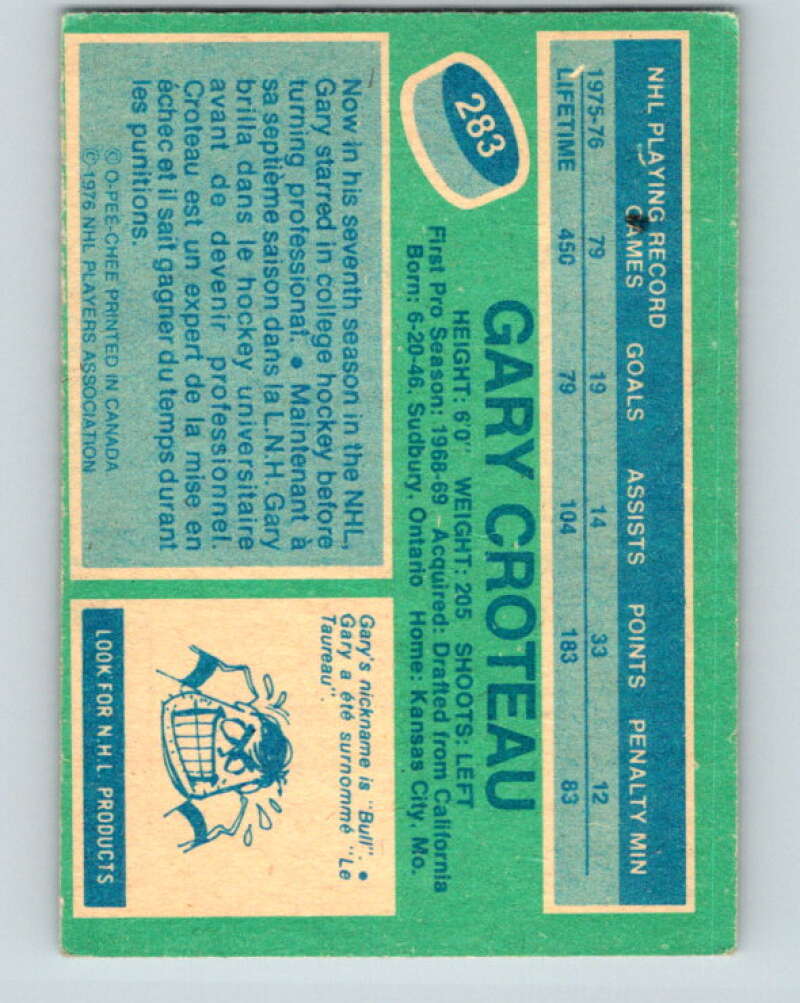 NHL PLAYING RECORD
GAMES GOALS ASSISTS POINTS PENALTY MIN
1975-76 79 19 14 33 12
LIFETIME 450 79 104 183 83
283
GARY CROTEAU
HEIGHT: 6'0" WEIGHT: 205 SHOOTS: LEFT
First Pro Season: 1968-69 Acquired: Drafted from California
Born: 6-20-46, Sudbury, Ontario Home: Kansas City, Mo.
Now in his seventh season in the NHL,
Gary starred in college hockey before
turning professional. • Maintenant à
sa septième saison dans la L.N.H. Gary
brilla dans le hockey universitaire
avant de devenir professionnel.
Croteau est un expert de la mise en
échec et il sait gagner du temps durant
les punitions.
© O-PEE-CHEE PRINTED IN CANADA
© 1976 NHL PLAYERS ASSOCIATION
Gary's nickname is "Bull". •
Gary a été surnommé "Le
Taureau".
LOOK FOR N.H.L. PRODUCTS